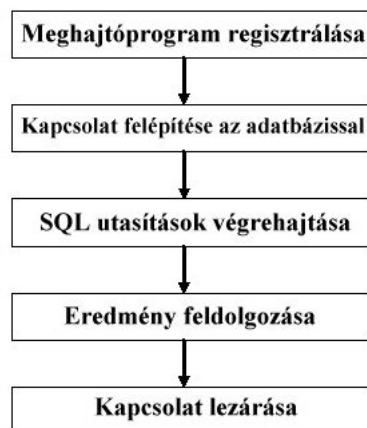 Meghajtóprogram regisztrálása
Kapcsolat felépítése az adatbázissal
SQL utasítások végrehajtása
Eredmény feldolgozása
Kapcsolat lezárása